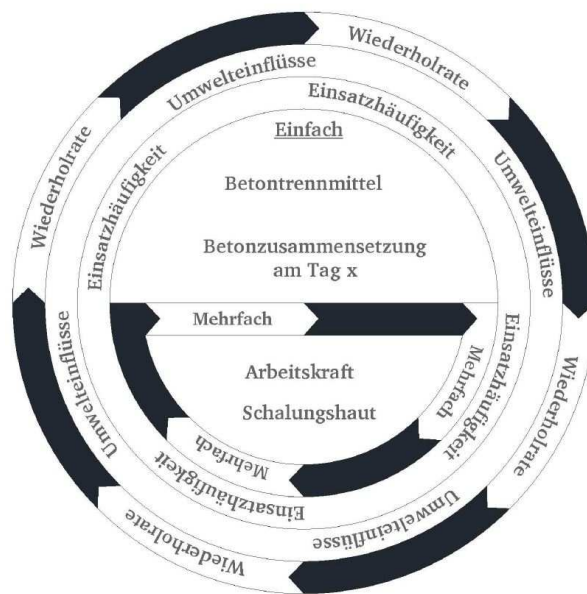 Wiederholrate
Umwelteinflüsse
Wiederholrate
Umwelteinflüsse
Wiederholrate
Umwelteinflüsse
Wiederholrate
Umwelteinflüsse
Einsatzhäufigkeit
Einsatzhäufigkeit
Einsatzhäufigkeit
Einsatzhäufigkeit
Einfach
Betontrennmittel
Betonzusammensetzung
am Tag x
Mehrfach
Mehrfach
Mehrfach
Arbeitskraft
Schalungshaut